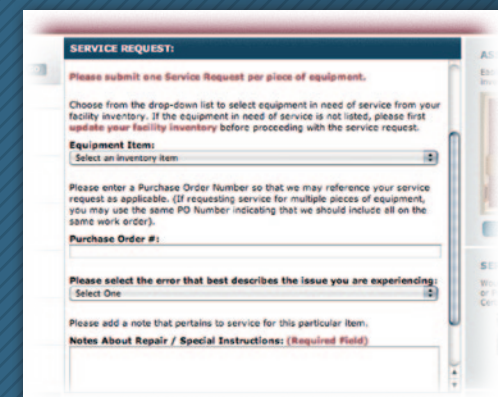 SERVICE REQUEST:
Please submit one Service Request per piece of equipment.
Choose from the drop-down list to select equipment in need of service from your
facility inventory. If the equipment in need of service is not listed, please first
update your facility inventory before proceeding with the service request.
Equipment Item:
Select an inventory item
Please enter a Purchase Order Number so that we may reference your service
request as applicable. (If requesting service for multiple pieces of equipment,
you may use the same PO Number indicating that we should include all on the
same work order).
Purchase Order #:
Please select the error that best describes the issue you are experiencing:
Select One
Please add a note that pertains to service for this particular item.
Notes About Repair / Special Instructions: (Required Field)